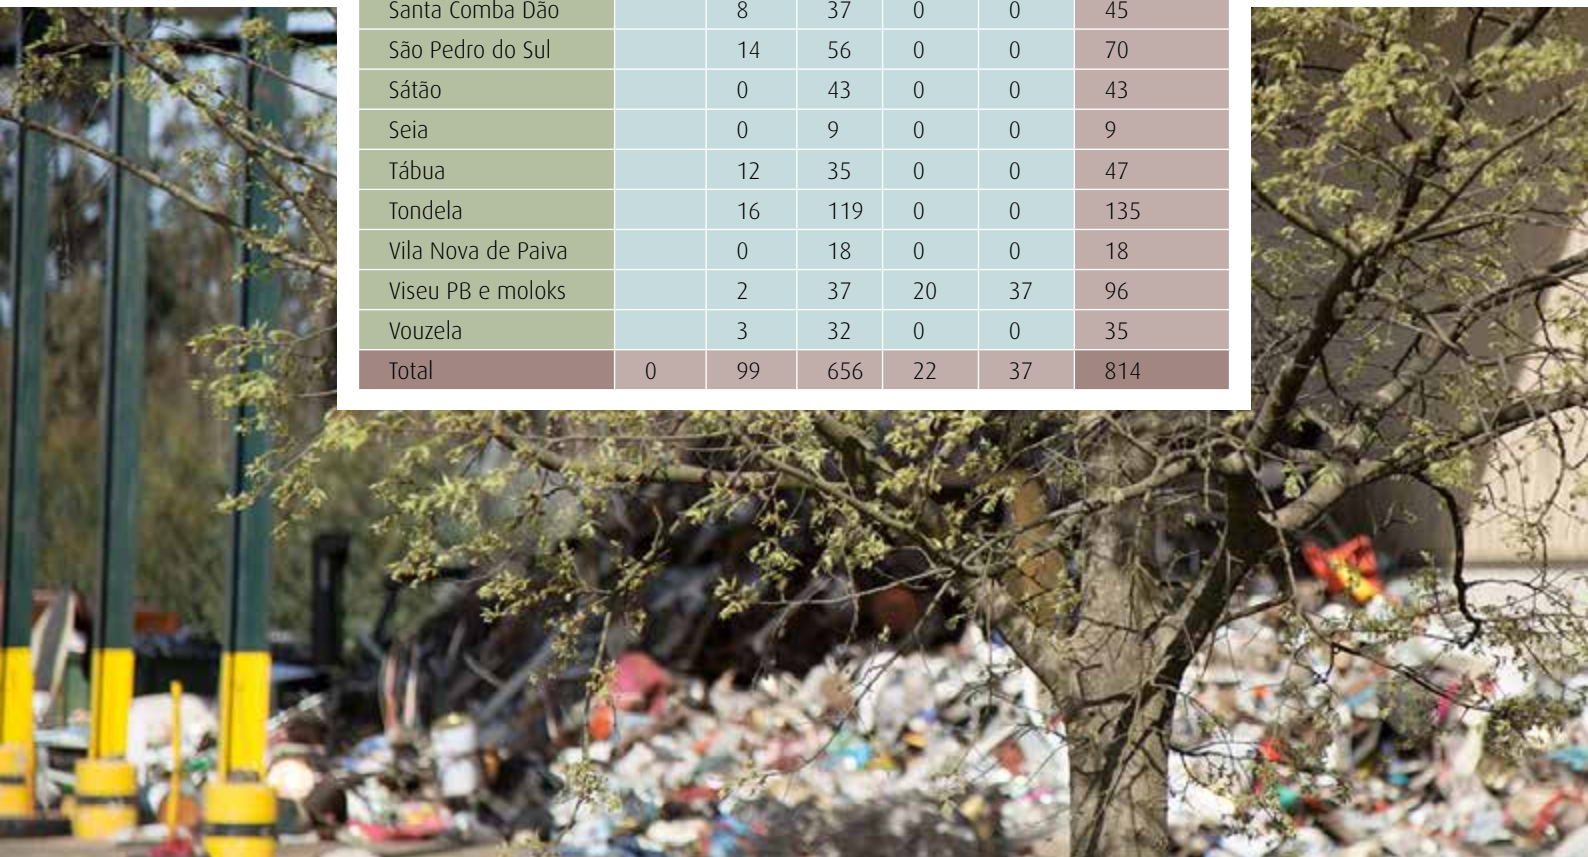 Santa Comba Dão 8 37 0 0 45
São Pedro do Sul 14 56 0 0 70
Sátão 0 43 0 0 43
Seia 0 9 0 0 9
Tábua 12 35 0 0 47
Tondela 16 119 0 0 135
Vila Nova de Paiva 0 18 0 0 18
Viseu PB e moloks 2 37 20 37 96
Vouzela 3 32 0 0 35
Total 0 99 656 22 37 814